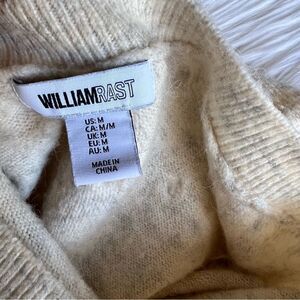 WILLIAMRAST
US: M
CA: M/M
UK: M
EU: M
AU: M
MADE IN
CHINA